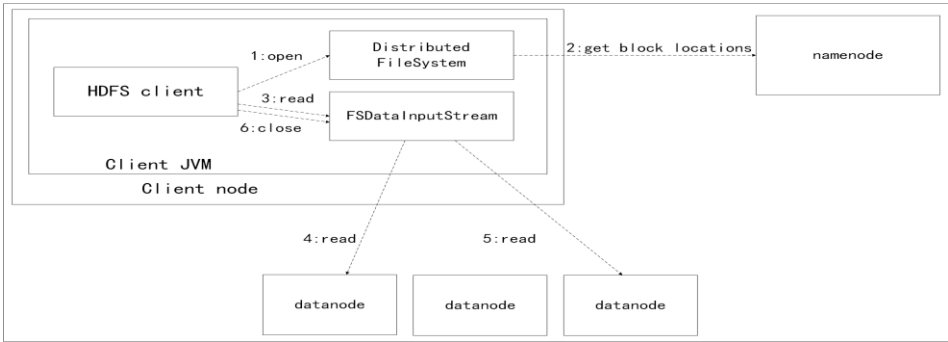 Distributed
FileSystem
1:open
2:get block locations
namenode
HDFS client
3:read
FSDataInputStream
6:close
Client JVM
Client node
4:read
5:read
datanode
datanode
datanode